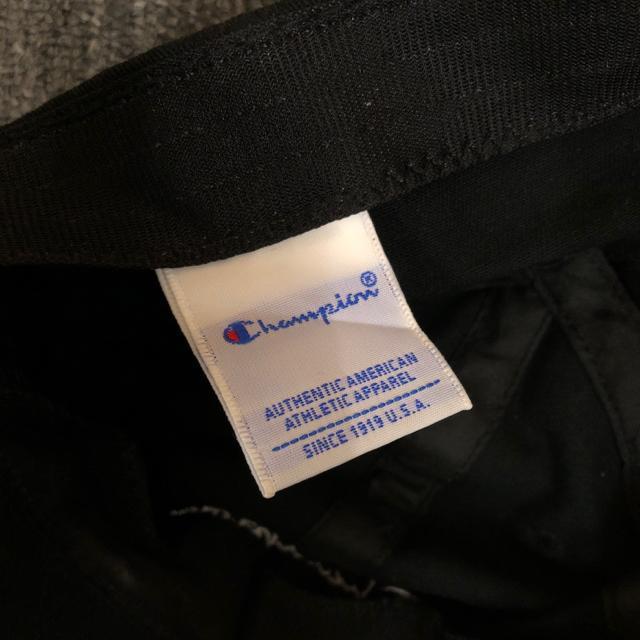 Champion®
AUTHENTIC AMERICAN
ATHLETIC APPAREL
SINCE 1919 U.S.A.